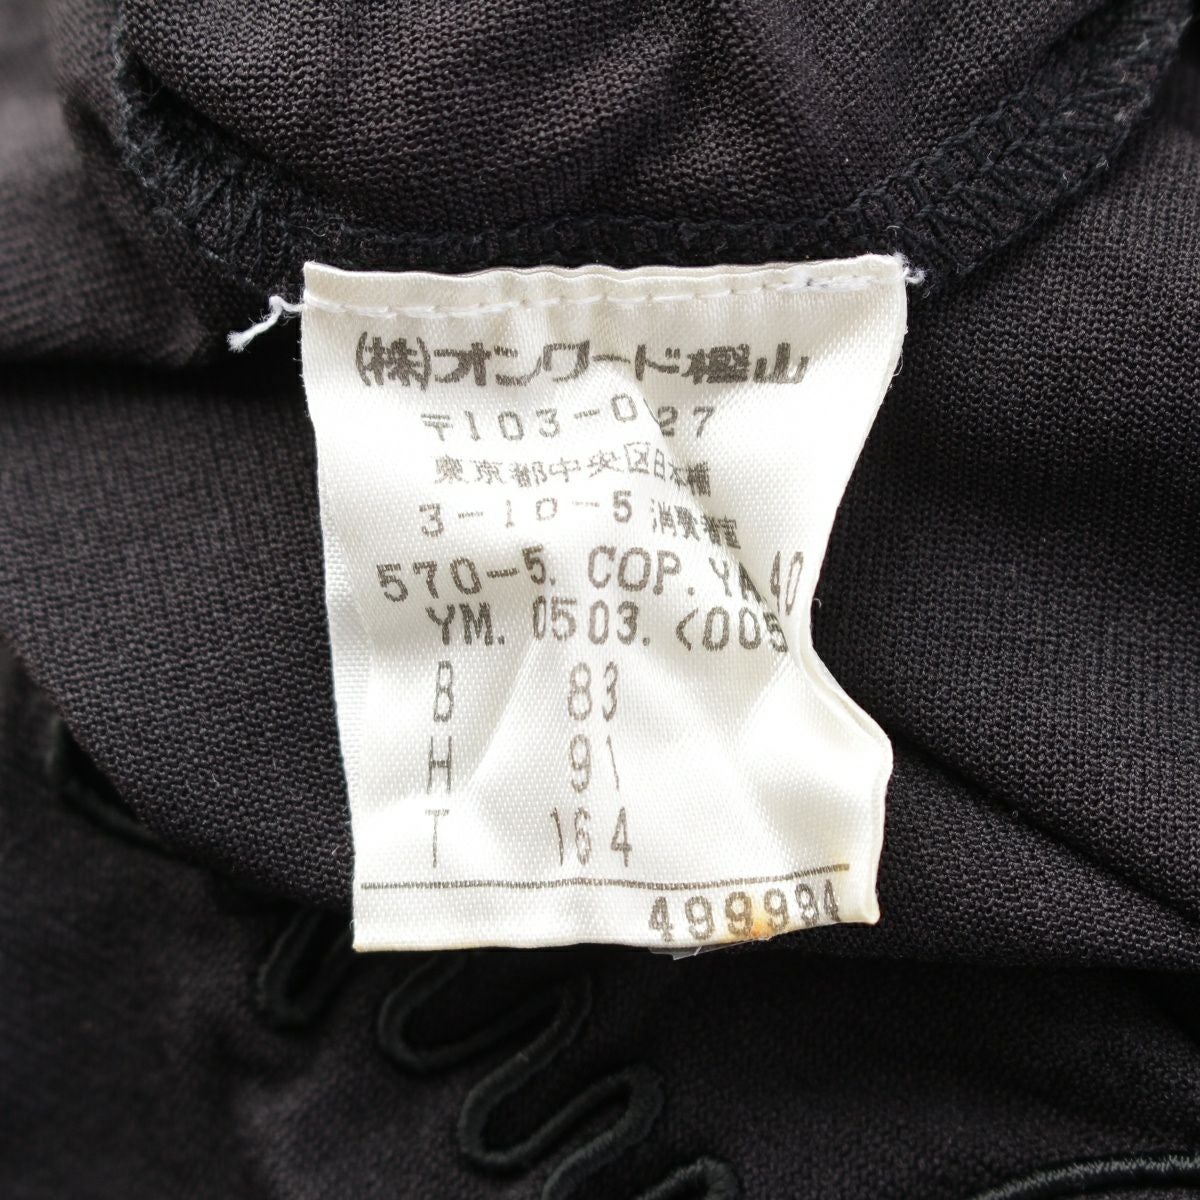 (株)オンワード樫山
〒103-0027
東京都中央区日本橋
3-10-5 消費者室
570-5. COP. 40
YM. 0503. <005
B 83
H 91
T 164
499994